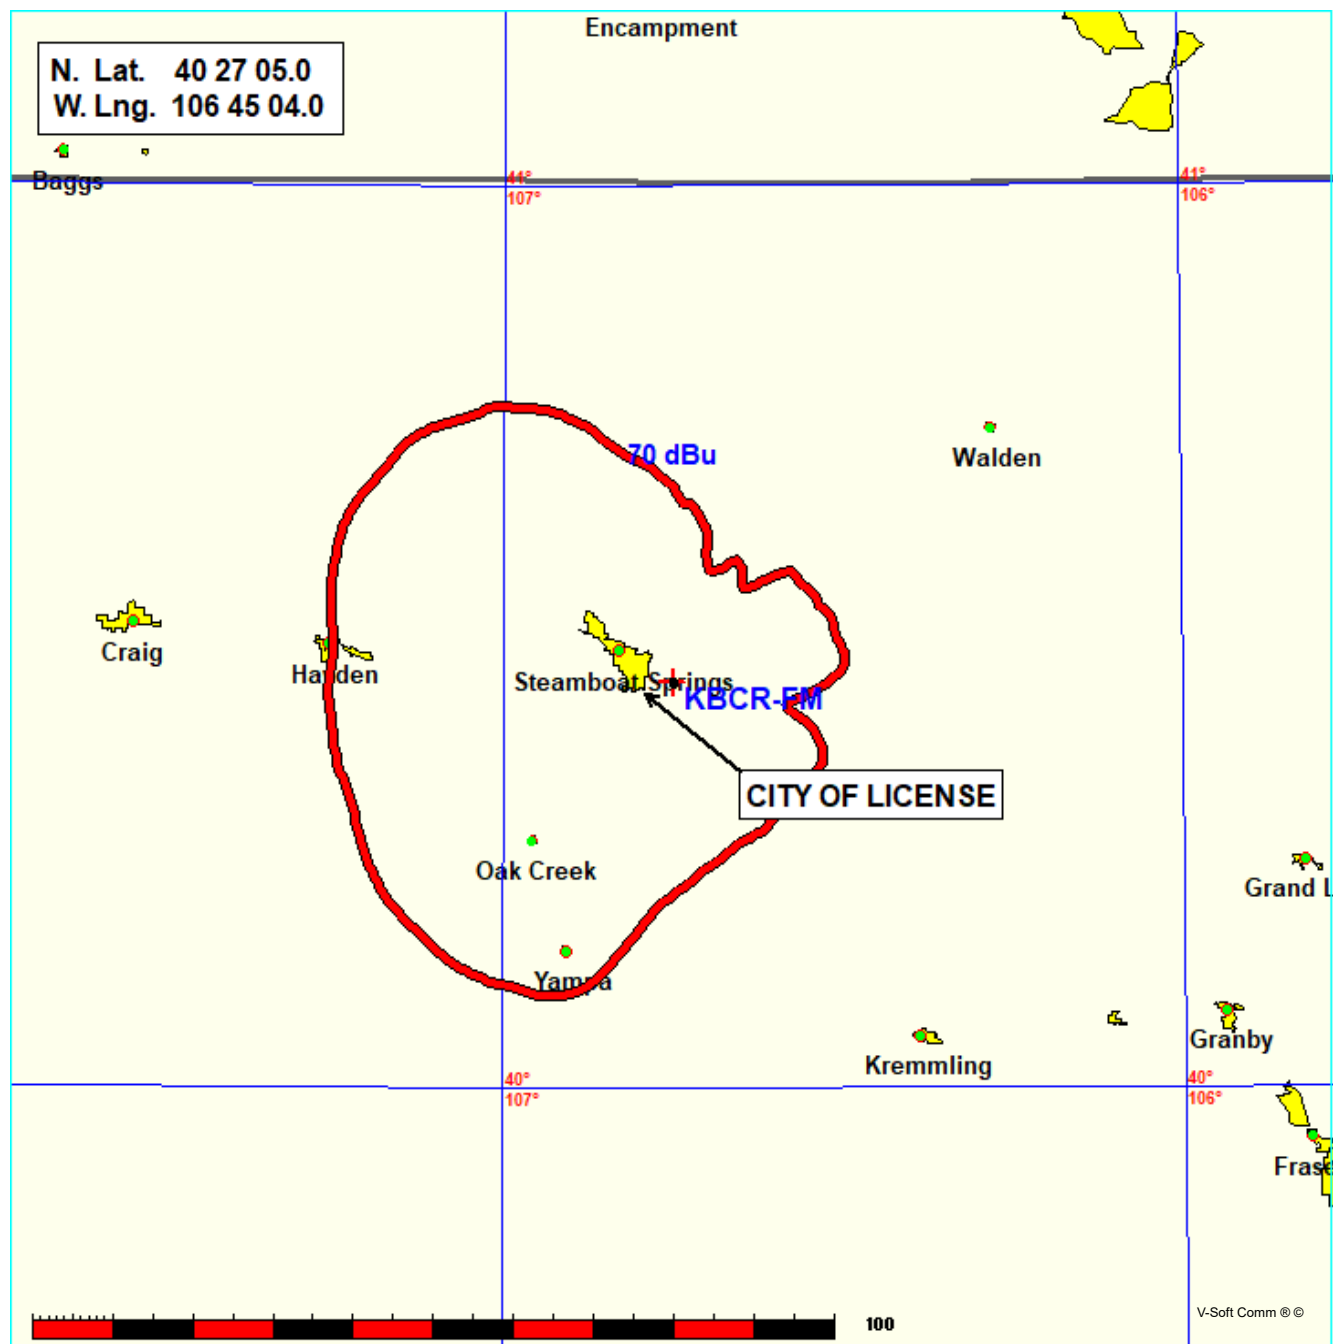 Encampment
N. Lat. 40 27 05.0
W. Lng. 106 45 04.0
Baggs
41°
107°
41°
106°
70 dBu
Walden
Craig
Hayden
Steamboat Springs
KBCR-FM
CITY OF LICENSE
Oak Creek
Grand L
Yampa
Granby
Kremmling
40°
107°
40°
106°
Frase
V-Soft Comm ® ©
100